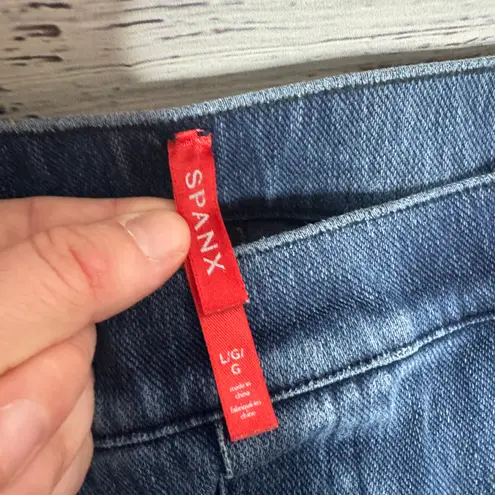 SPANX
L/G/
G
made in
china
fabriqué en
chine